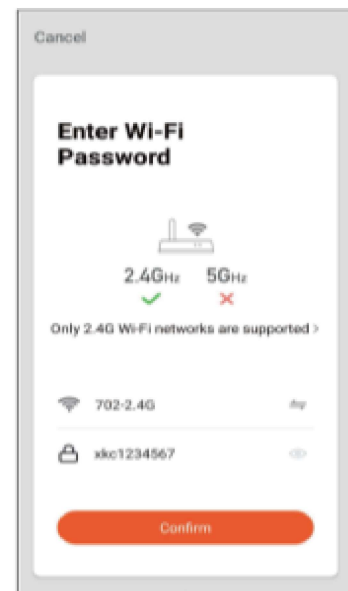 Cancel
Enter Wi-Fi
Password
2.4GHz 5GHz
Only 2.4G Wi-Fi networks are supported >
702-2.4G
xkc1234567
Confirm